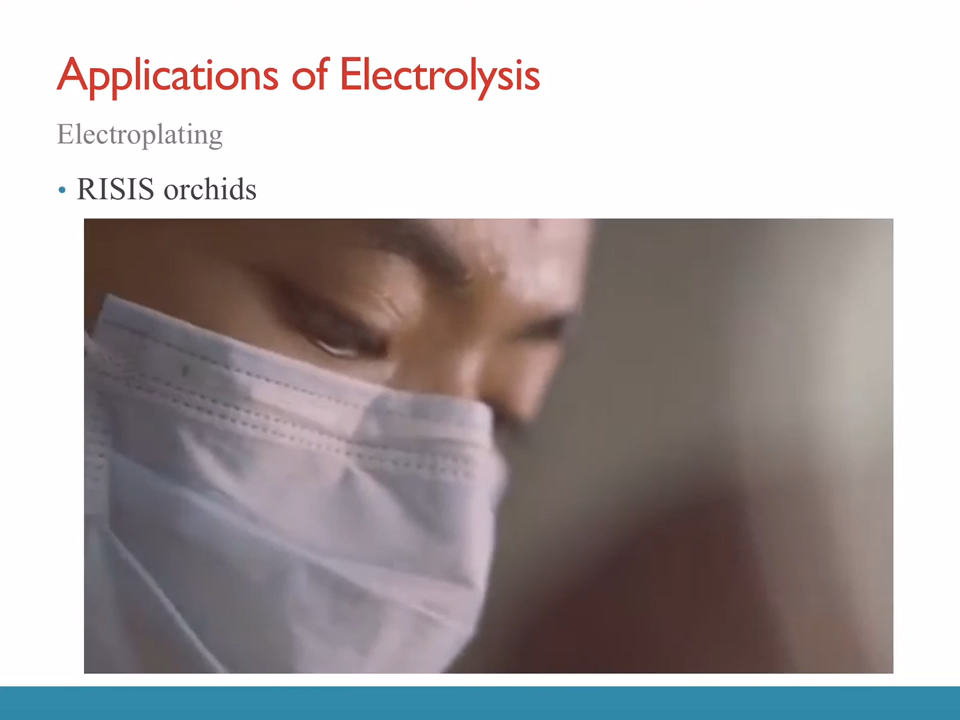 Applications of Electrolysis
Electroplating
• RISIS orchids